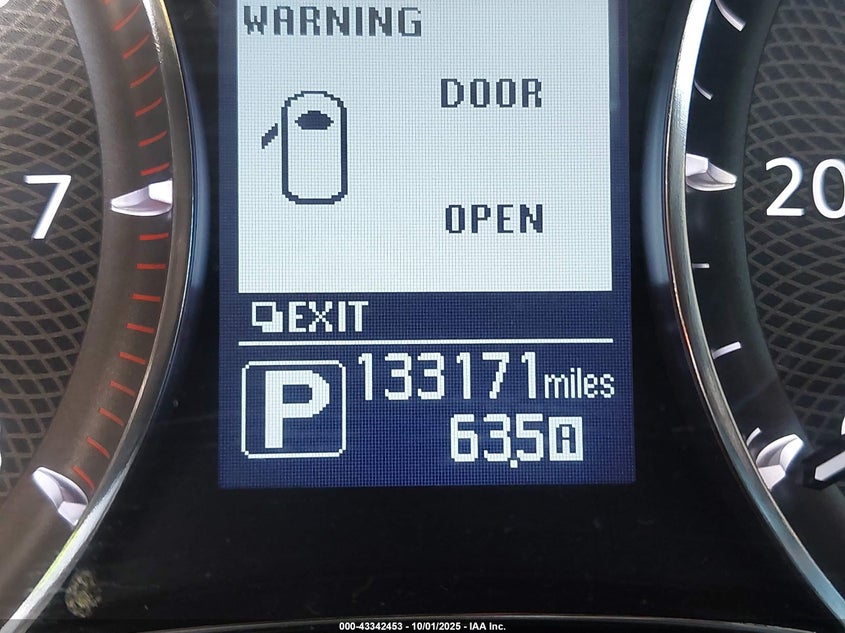 WARNING
DOOR
7
20
OPEN
EXIT
P 133171 miles
63.5 A
000-43342453 - 10/01/2025 - IAA Inc.